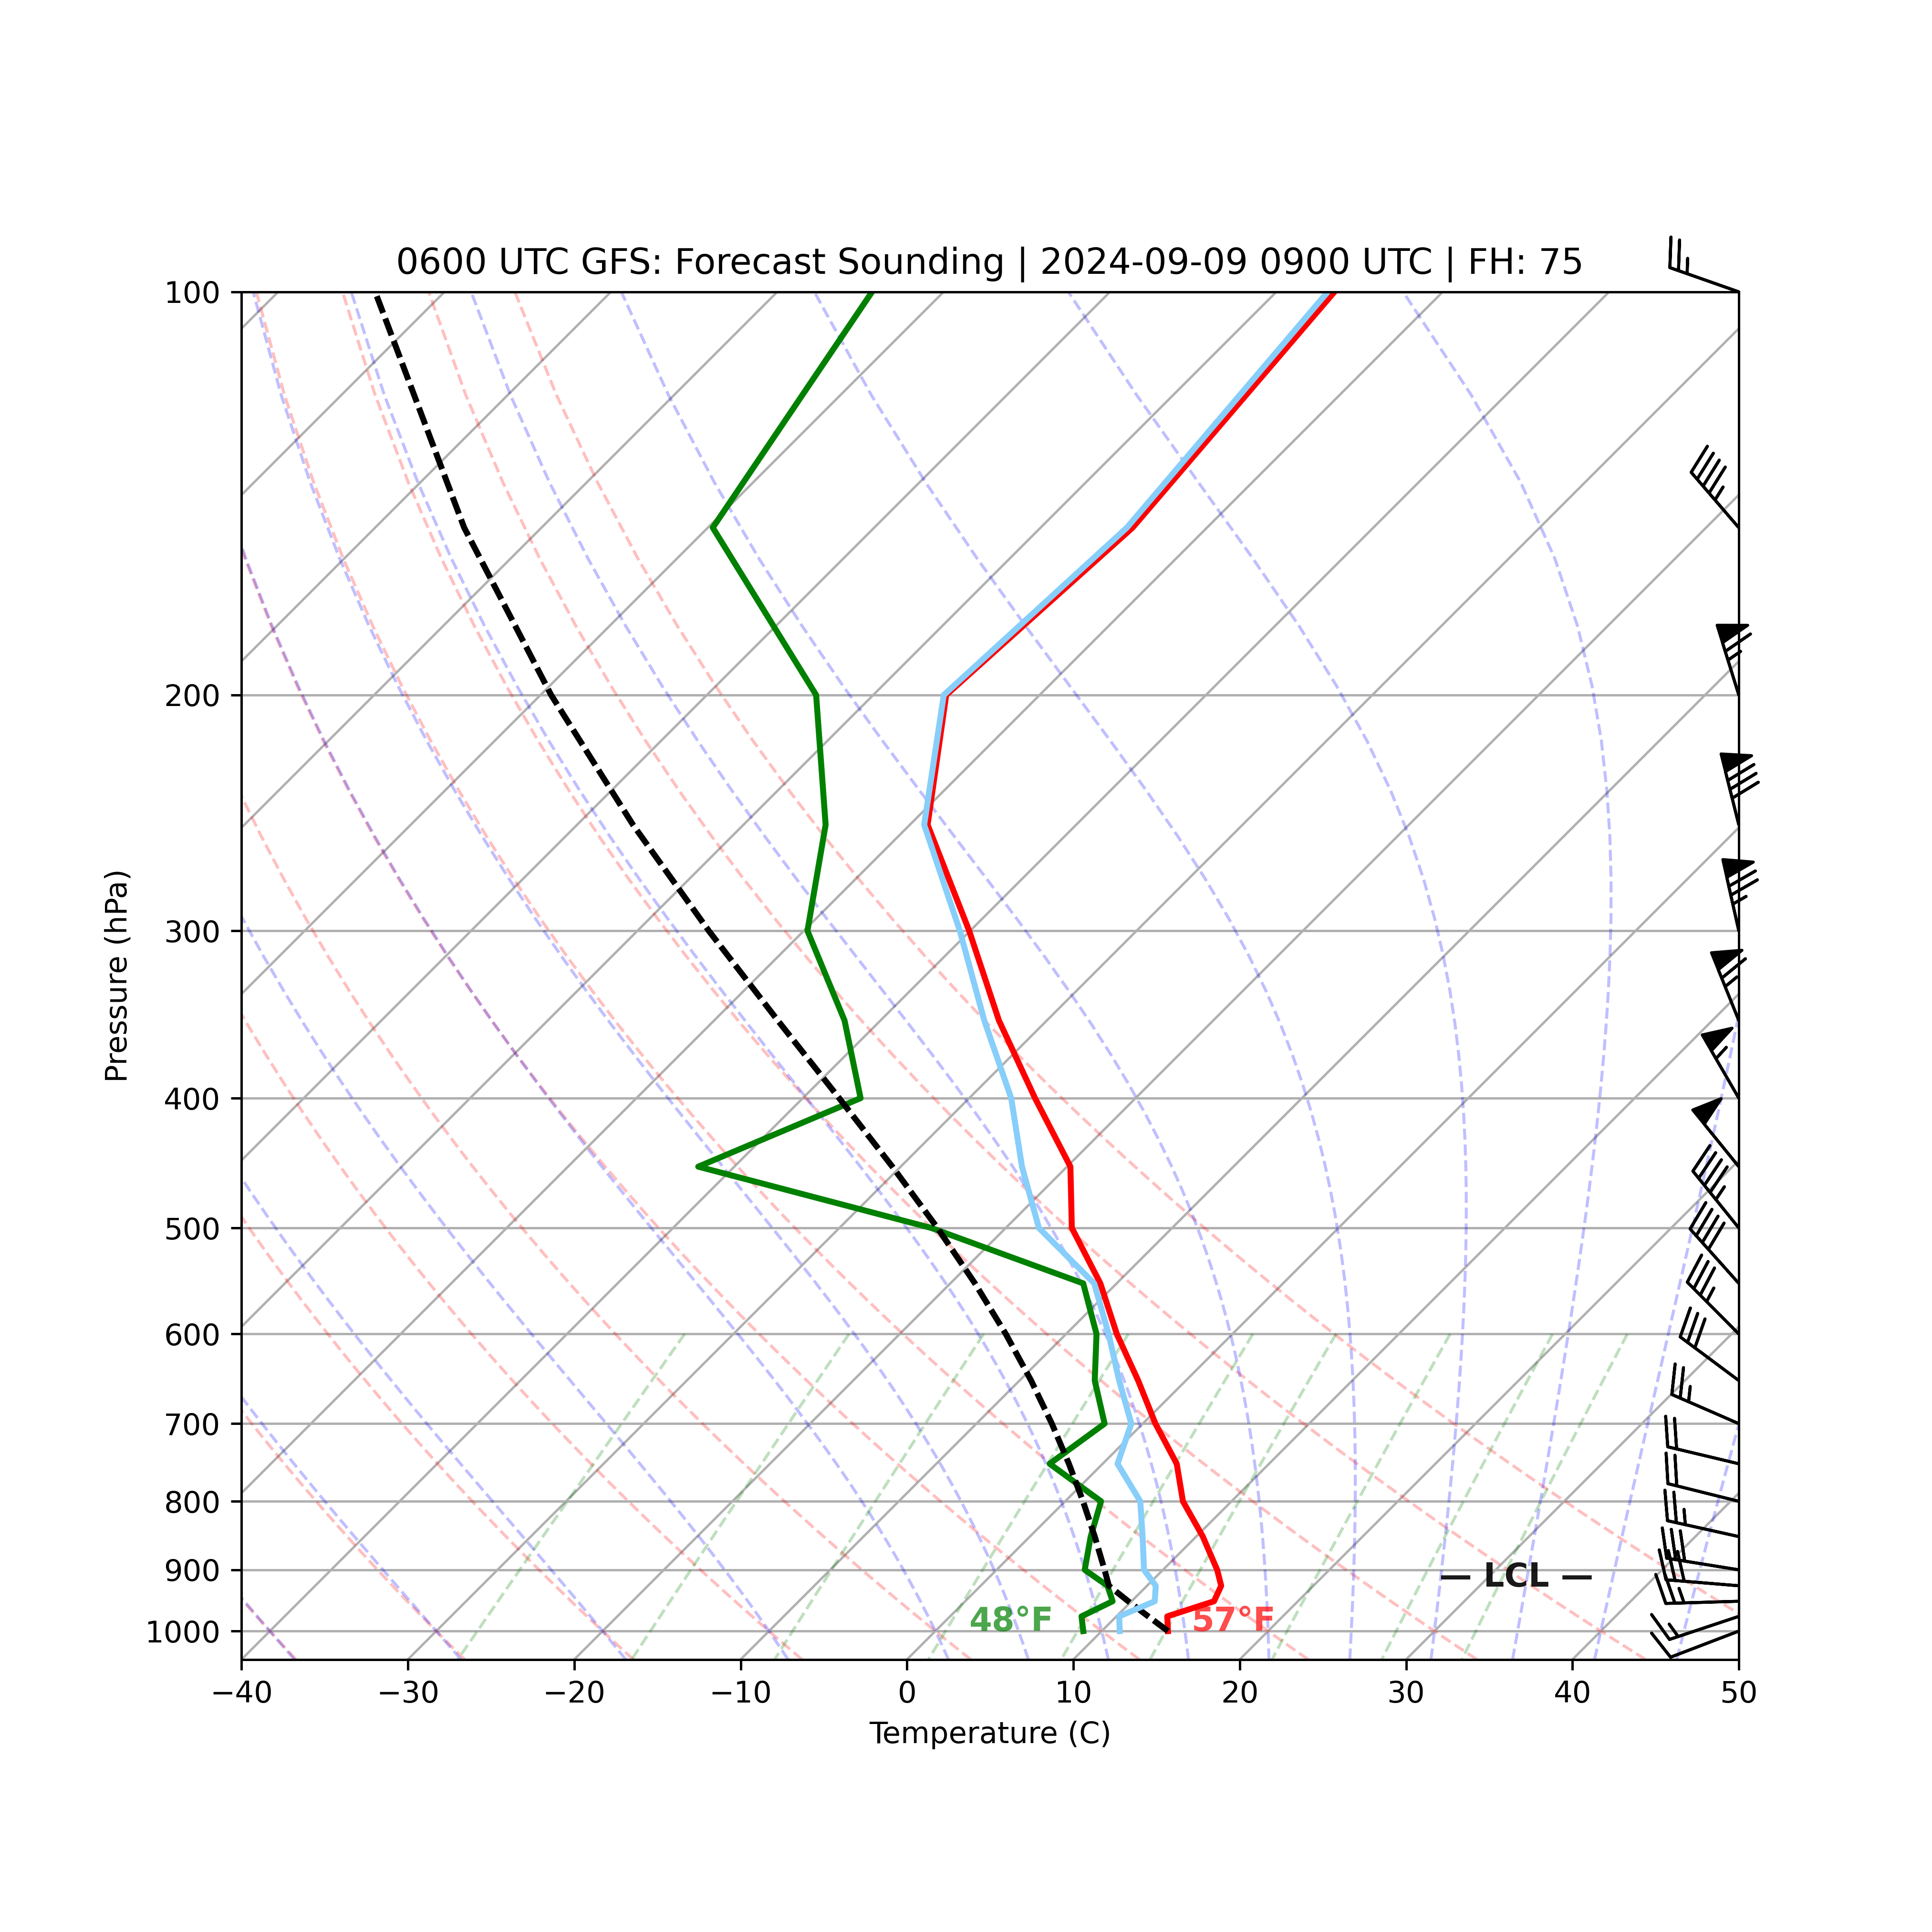 0600 UTC GFS: Forecast Sounding | 2024-09-09 0900 UTC | FH: 75
100
200
300
400
500
600
700
800
900
1000
Pressure (hPa)
— LCL —
48°F
57°F
−40 −30 −20 −10 0 10 20 30 40 50
Temperature (C)